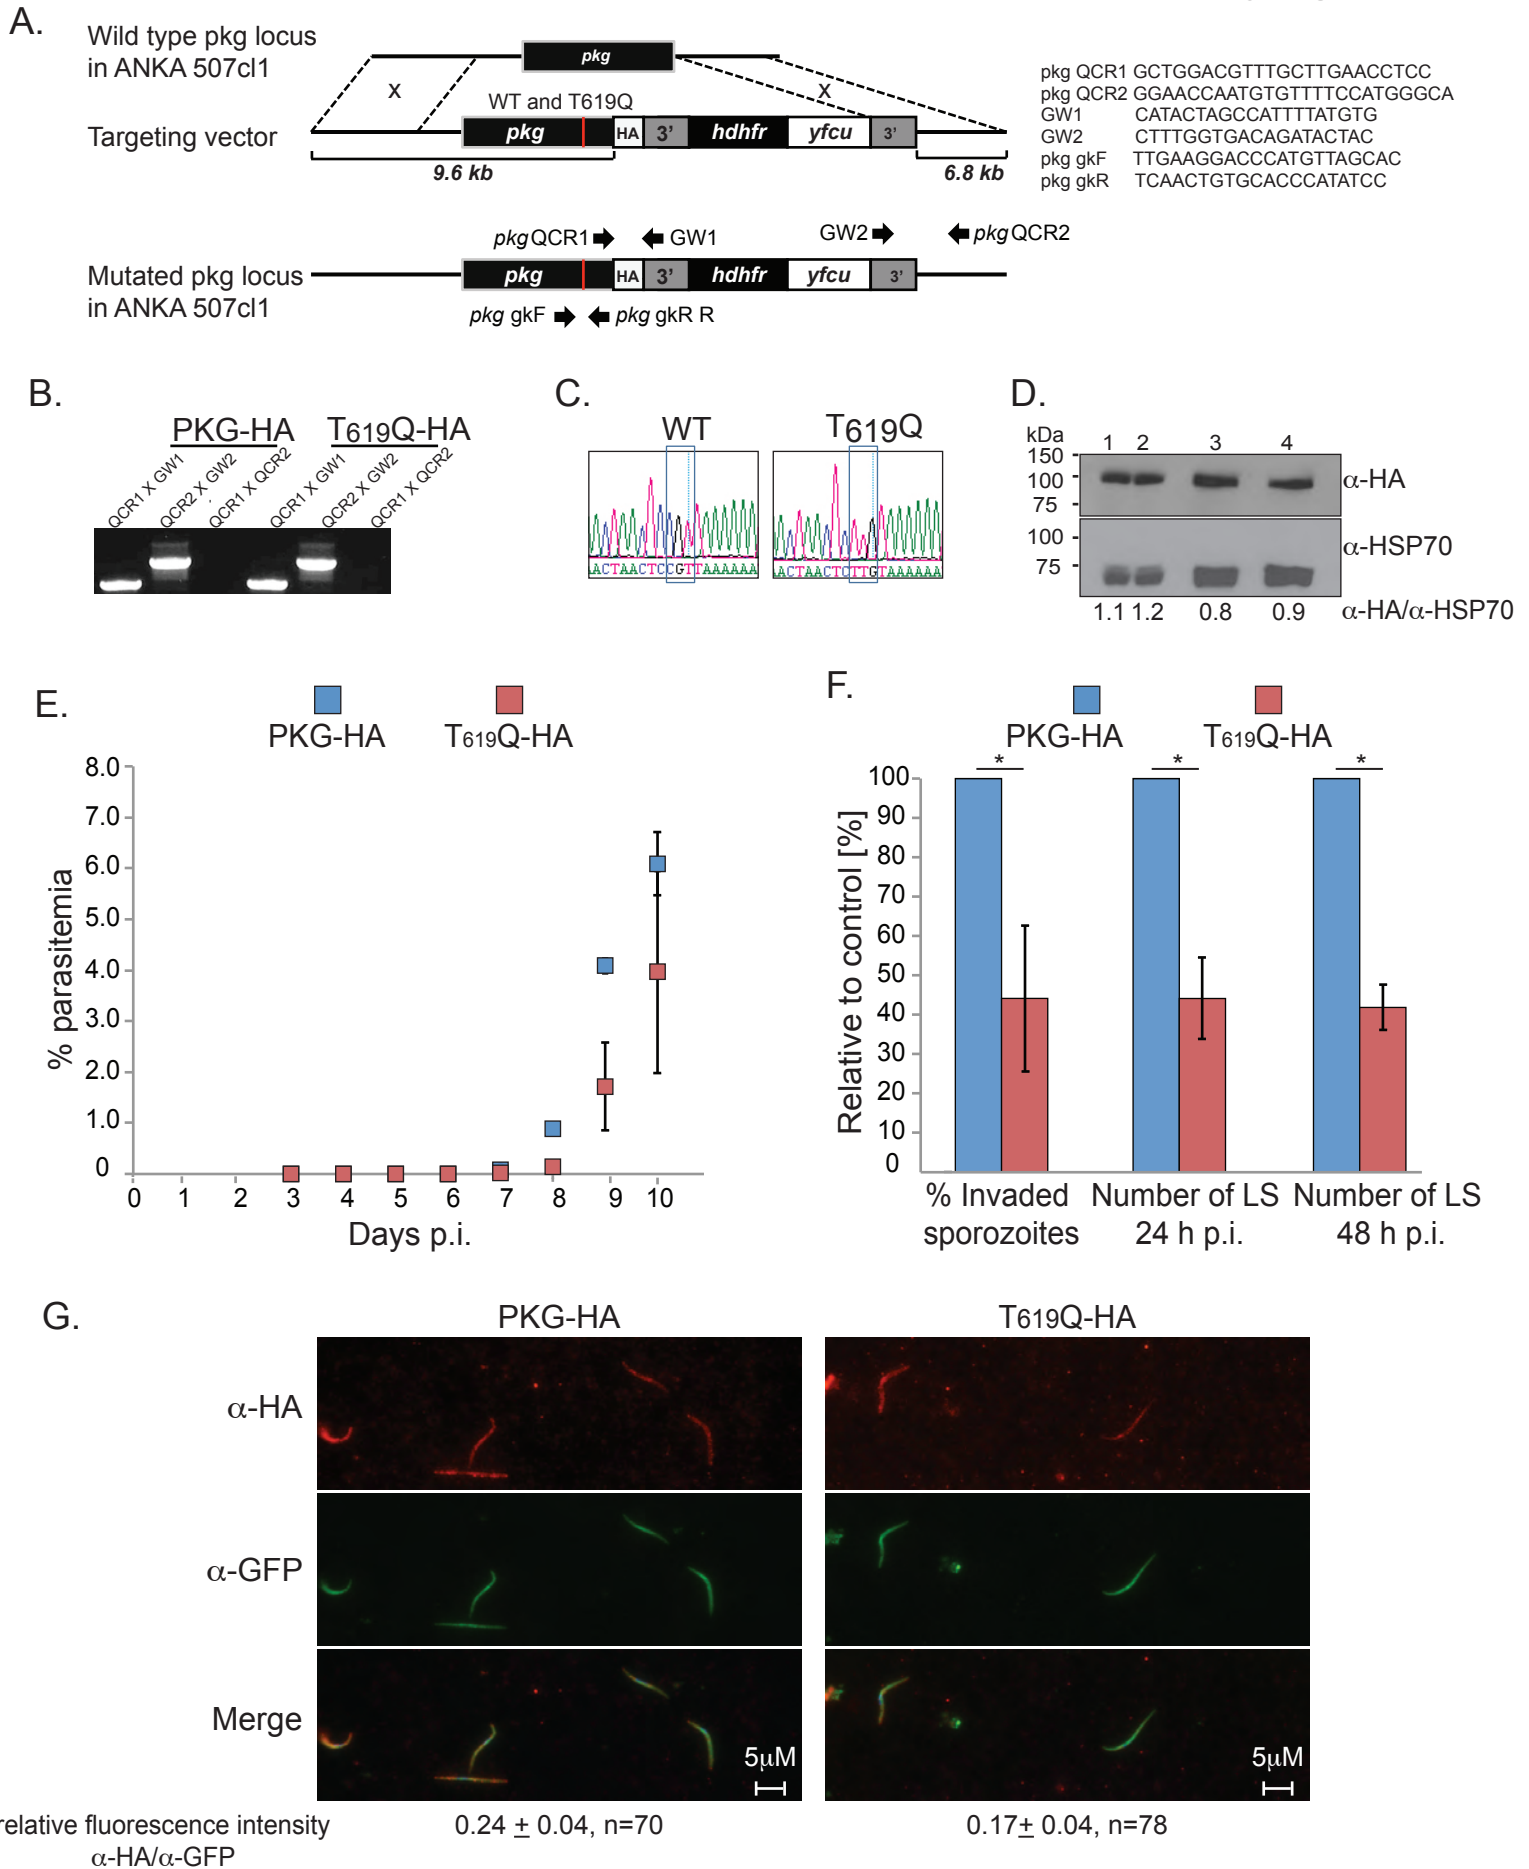 A.
Wild type pkg locus
in ANKA 507cl1
pkg
X
X
WT and T619Q
Targeting vector
pkg HA 3' hdhfr yfcu 3'
9.6 kb
6.8 kb
pkg QCR1 GCTGGACGTTTGCTTGAACCTCC
pkg QCR2 GGAACCAATGTGTTTTCCATGGGCA
GW1 CATACTAGCCATTTTATGTG
GW2 CTTTGGTGACAGATACTAC
pkg gkF TTGAAGGACCCATGTTAGCAC
pkg gkR TCAACTGTGCACCCATATCC
pkg QCR1 GW1 GW2 pkg QCR2
Mutated pkg locus
in ANKA 507cl1
pkg HA 3' hdhfr yfcu 3'
pkg gkF pkg gkR R
B.
PKG-HA T619Q-HA
QCR1 X GW1
QCR2 X GW2
QCR1 X QCR2
QCR1 X GW1
QCR2 X GW2
QCR1 X QCR2
C.
WT T619Q
ACTAACTCCGTTAAAAAA
ACTAACTCTTGTAAAAAA
D.
kDa
1 2 3 4
150
100
75
α-HA
100
75
α-HSP70
1.1 1.2 0.8 0.9 α-HA/α-HSP70
E.
PKG-HA T619Q-HA
% parasitemia
8.0
7.0
6.0
5.0
4.0
3.0
2.0
1.0
0
0 1 2 3 4 5 6 7 8 9 10
Days p.i.
F.
PKG-HA T619Q-HA
* * *
Relative to control [%]
100
90
80
70
60
50
40
30
20
10
0
% Invaded
sporozoites
Number of LS
24 h p.i.
Number of LS
48 h p.i.
G.
PKG-HA T619Q-HA
α-HA
α-GFP
Merge
5μM
5μM
relative fluorescence intensity
α-HA/α-GFP
0.24 ± 0.04, n=70
0.17± 0.04, n=78